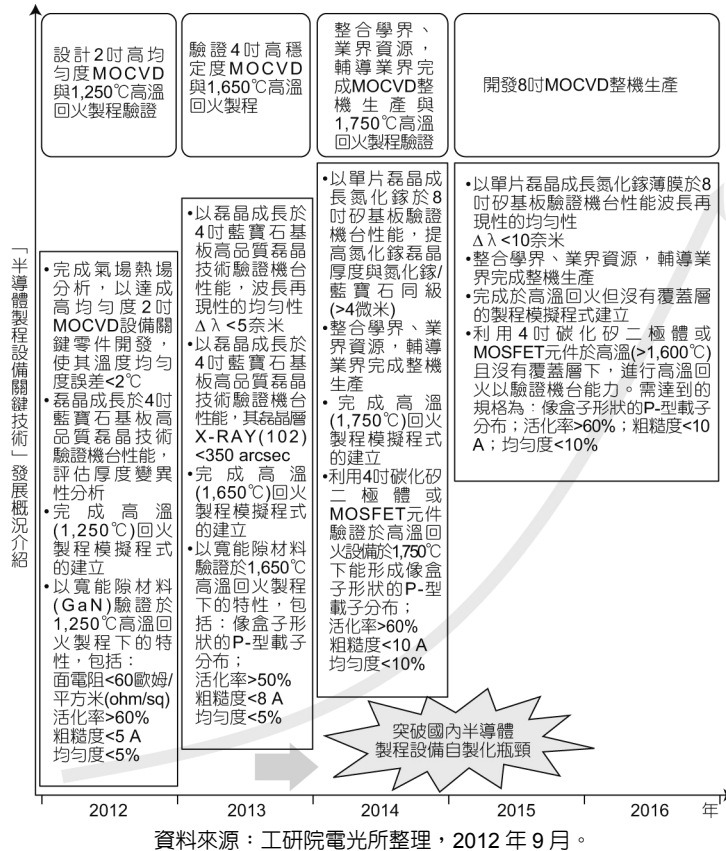 設計2吋高均
勻度MOCVD
與1,250℃高溫
回火製程驗證
驗證4吋高穩
定度MOCVD
與1,650℃高溫
回火製程
整合學界、
業界資源，
輔導業界完
成MOCVD整
機生產與
1,750℃高溫
回火製程驗證
開發8吋MOCVD整機生產
「半導體製程設備關鍵技術」發展概況介紹
•完成氣場熱場
分析，以達成
高均勻度2吋
MOCVD設備關
鍵零件開發，
使其溫度均勻
度誤差<2℃
•磊晶成長於4吋
藍寶石基板高
品質磊晶技術
驗證機台性能，
評估厚度變異
性分析
•完成高溫
(1,250℃)回火
製程模擬程式
的建立
•以寬能隙材料
(GaN)驗證於
1,250℃高溫回
火製程下的特
性，包括：
面電阻<60歐姆/
平方米(ohm/sq)
活化率>60%
粗糙度<5 A
均勻度<5%
•以磊晶成長於
4吋藍寶石基
板高品質磊晶
技術驗證機台
性能，波長再
現性的均勻性
Δλ<5奈米
•以磊晶成長於
4吋藍寶石基
板高品質磊晶
技術驗證機台
性能，其磊晶層
X-RAY(102)
<350 arcsec
•完成高溫
(1,650℃)回火
製程模擬程式
的建立
•以寬能隙材料
驗證於1,650℃
高溫回火製程
下的特性，包
括：像盒子形
狀的P-型載子
分布；
活化率>50%
粗糙度<8 A
均勻度<5%
•以單片磊晶成
長氮化鎵於8
吋矽基板驗證
機台性能，提
高氮化鎵磊晶
厚度與氮化鎵/
藍寶石同級
(>4微米)
•整合學界、業
界資源，輔導
業界完成整機
生產
•完成高溫
(1,750℃)回火
製程模擬程式
的建立
•利用4吋碳化矽
二極體或
MOSFET元件
驗證於高溫回
火設備於1,750℃
下能形成像盒
子形狀的P-型
載子分布；
活化率>60%
粗糙度<10 A
均勻度<10%
•以單片磊晶成長氮化鎵薄膜於8
吋矽基板驗證機台性能波長再
現性的均勻性
Δλ<10奈米
•整合學界、業界資源，輔導業
界完成整機生產
•完成於高溫回火但沒有覆蓋層
的製程模擬程式建立
•利用4吋碳化矽二極體或
MOSFET元件於高溫(>1,600℃)
且沒有覆蓋層下，進行高溫回
火以驗證機台能力。需達到的
規格為：像盒子形狀的P-型載子
分布；活化率>60%；粗糙度<10
A；均勻度<10%
突破國內半導體
製程設備自製化瓶頸
2012
2013
2014
2015
2016
年
資料來源：工研院電光所整理，2012 年 9 月。